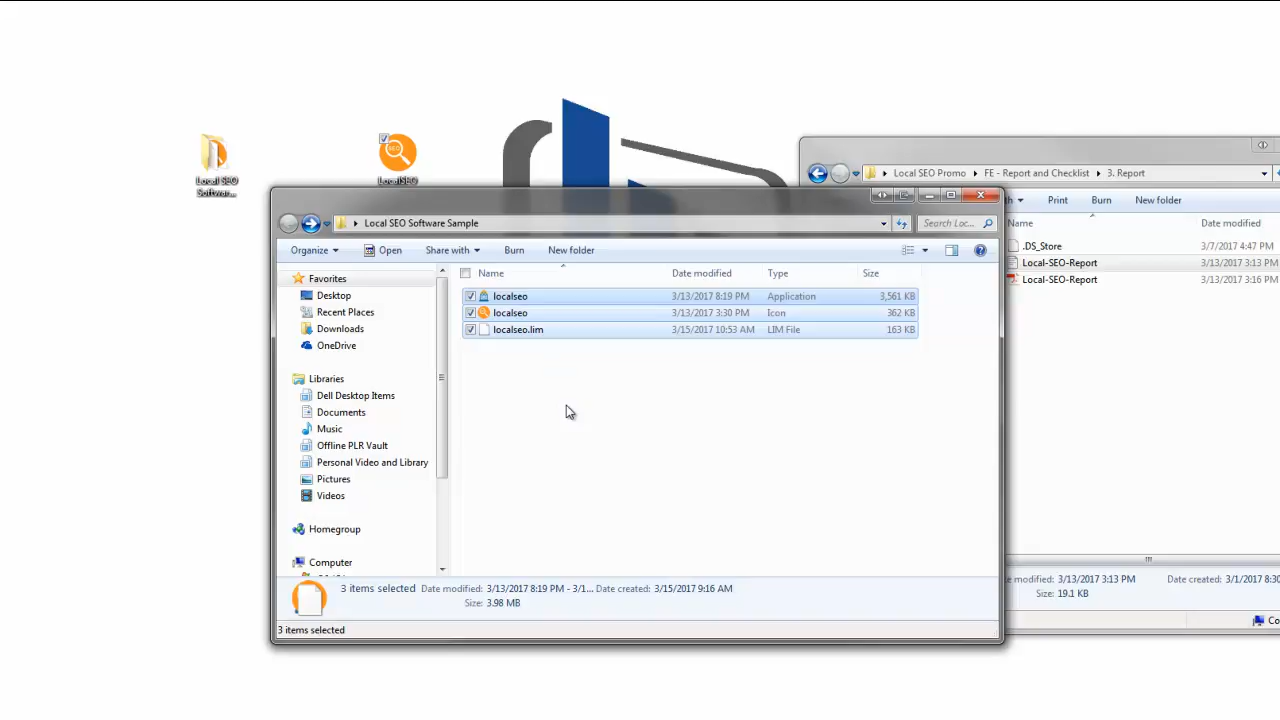 Local SEO
Softwar...
SEO
LocalSEO
Local SEO Software Sample
Search Loc...
Organize
Open
Share with
Burn
New folder
Name
Date modified
Type
Size
Favorites
Desktop
Recent Places
Downloads
OneDrive
Libraries
Dell Desktop Items
Documents
Music
Offline PLR Vault
Personal Video and Library
Pictures
Videos
Homegroup
Computer
localseo 3/13/2017 8:19 PM Application 3,561 KB
localseo 3/13/2017 3:30 PM Icon 362 KB
localseo.lim 3/15/2017 10:53 AM LIM File 163 KB
3 items selected Date modified: 3/13/2017 8:19 PM - 3/1... Date created: 3/15/2017 9:16 AM
Size: 3.98 MB
3 items selected
Local SEO Promo FE - Report and Checklist 3. Report
Print
Burn
New folder
Name
Date modified
.DS_Store 3/7/2017 4:47 PM
Local-SEO-Report 3/13/2017 3:13 PM
Local-SEO-Report 3/13/2017 3:16 PM
modified: 3/13/2017 3:13 PM Date created: 3/1/2017 8:30
Size: 19.1 KB